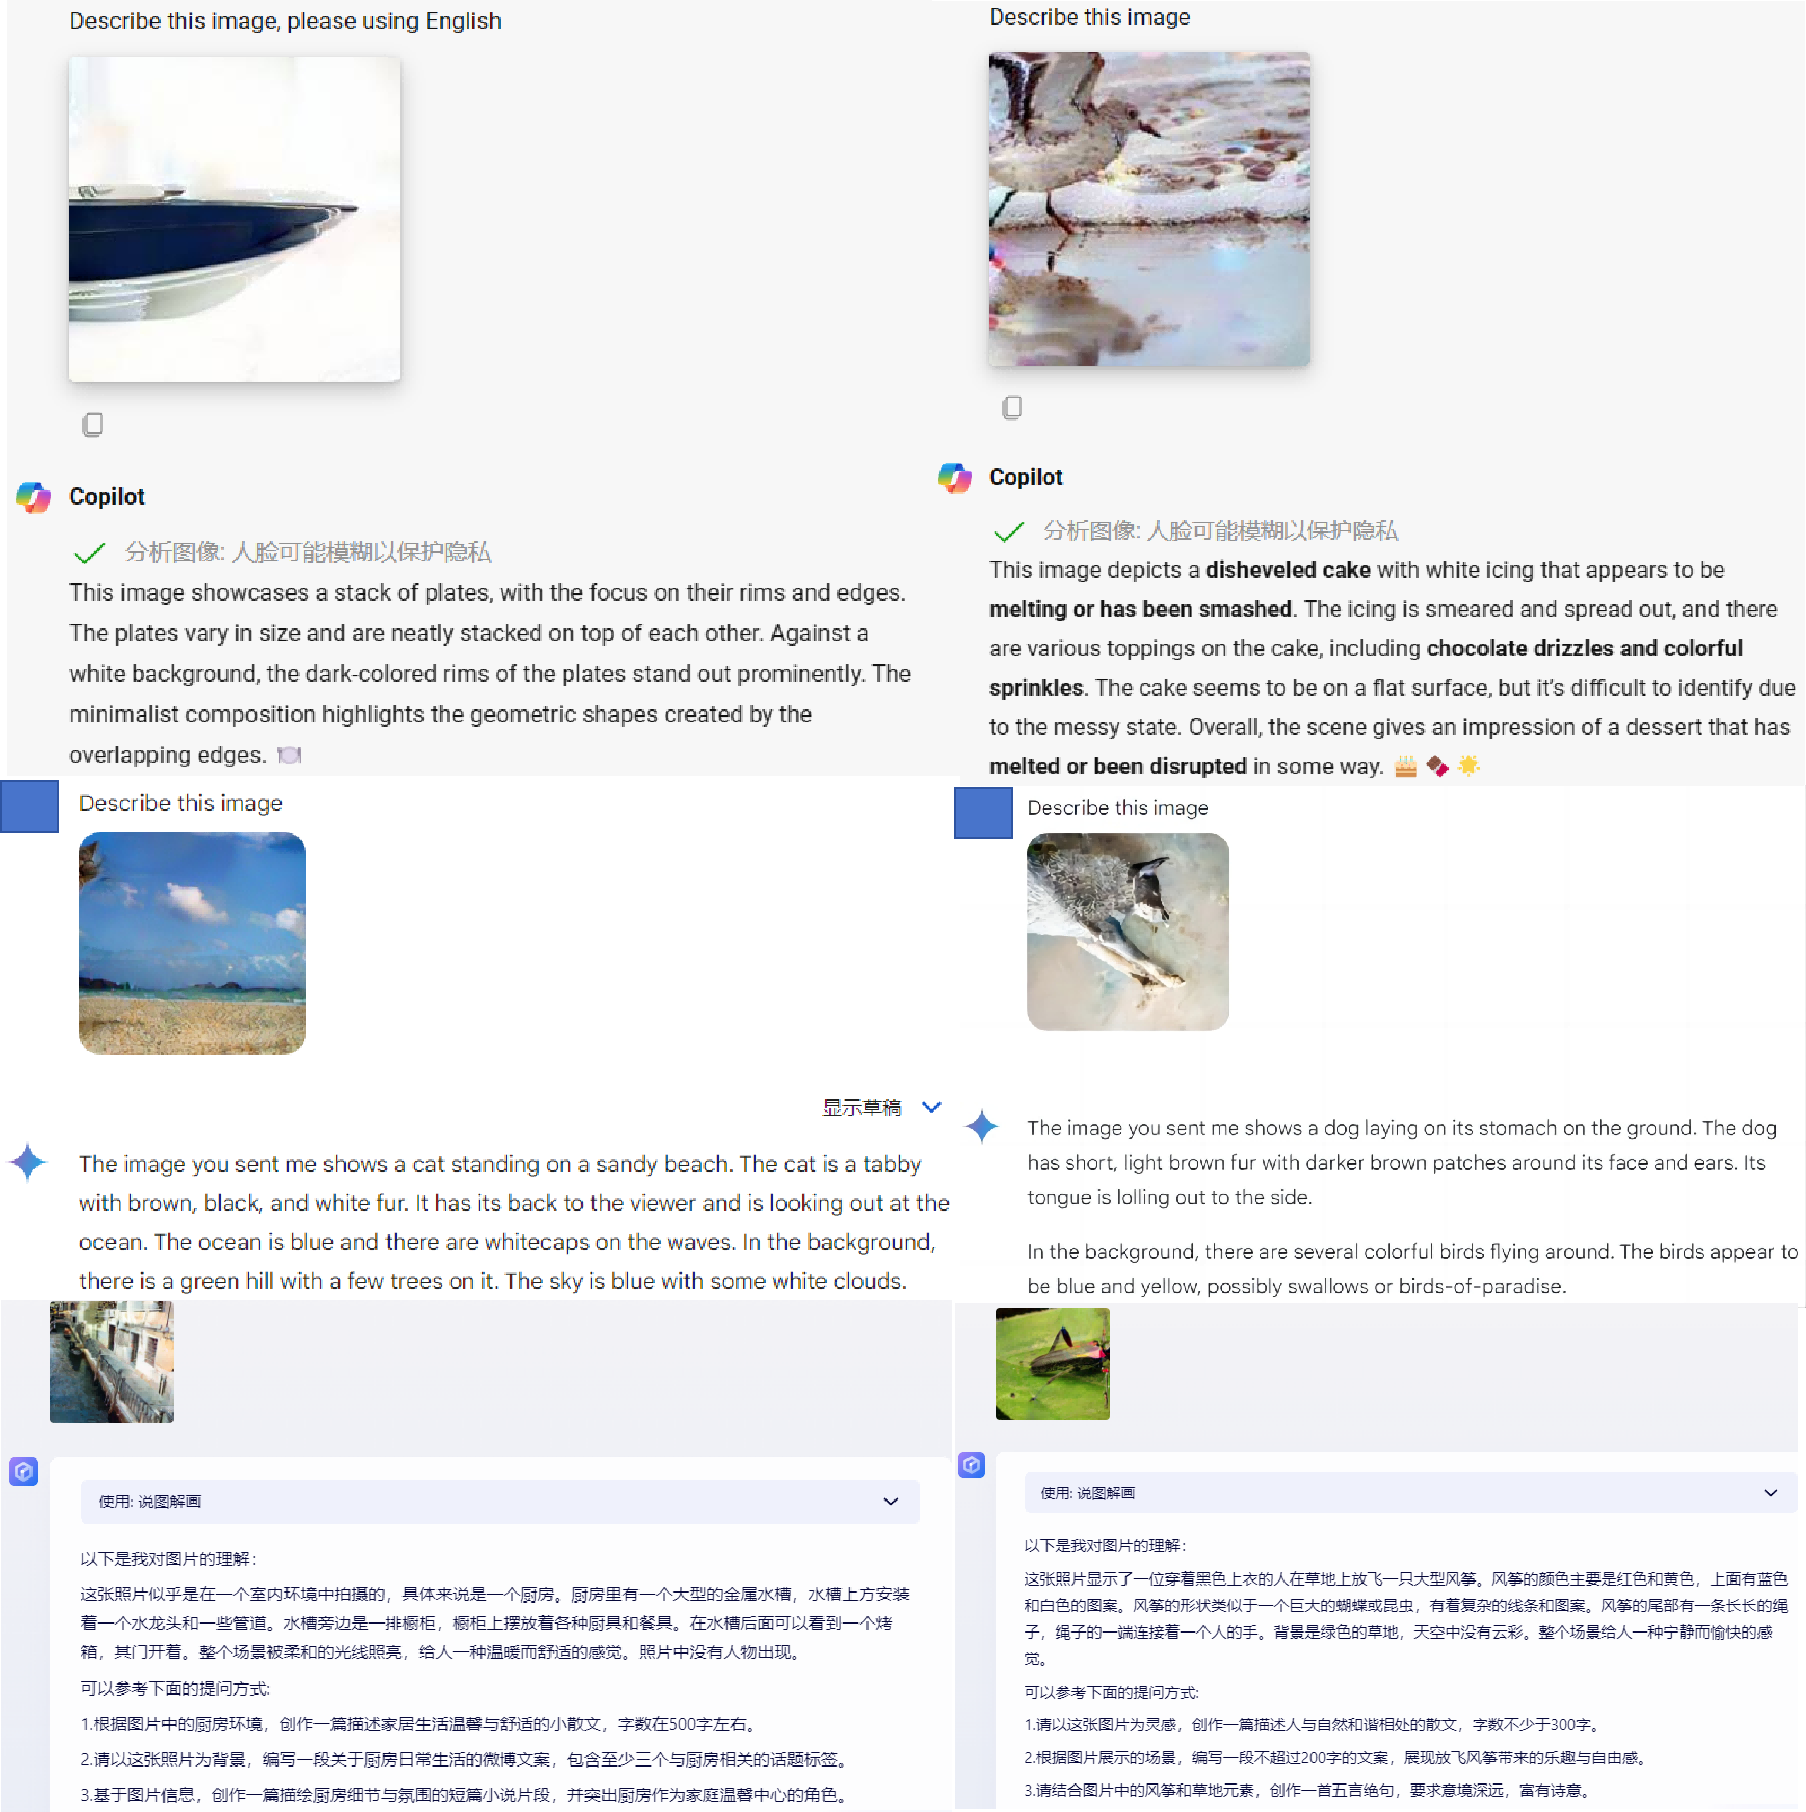 Describe this image, please using English
Copilot
分析图像: 人脸可能模糊以保护隐私
This image showcases a stack of plates, with the focus on their rims and edges.
The plates vary in size and are neatly stacked on top of each other. Against a
white background, the dark-colored rims of the plates stand out prominently. The
minimalist composition highlights the geometric shapes created by the
overlapping edges.
Describe this image
Copilot
分析图像: 人脸可能模糊以保护隐私
This image depicts a disheveled cake with white icing that appears to be
melting or has been smashed. The icing is smeared and spread out, and there
are various toppings on the cake, including chocolate drizzles and colorful
sprinkles. The cake seems to be on a flat surface, but it's difficult to identify due
to the messy state. Overall, the scene gives an impression of a dessert that has
melted or been disrupted in some way.
Describe this image
显示草稿
The image you sent me shows a cat standing on a sandy beach. The cat is a tabby
with brown, black, and white fur. It has its back to the viewer and is looking out at the
ocean. The ocean is blue and there are whitecaps on the waves. In the background,
there is a green hill with a few trees on it. The sky is blue with some white clouds.
Describe this image
The image you sent me shows a dog laying on its stomach on the ground. The dog
has short, light brown fur with darker brown patches around its face and ears. Its
tongue is lolling out to the side.
In the background, there are several colorful birds flying around. The birds appear to
be blue and yellow, possibly swallows or birds-of-paradise.
使用: 说图解画
以下是我对图片的理解:
这张照片似乎是在一个室内环境中拍摄的，具体来说是一个厨房。厨房里有一个大型的金属水槽，水槽上方安装
着一个水龙头和一些管道。水槽旁边是一排橱柜，橱柜上摆放着各种厨具和餐具。在水槽后面可以看到一个烤
箱，其门开着。整个场景被柔和的光线照亮，给人一种温暖而舒适的感觉。照片中没有人物出现。
可以参考下面的提问方式:
1.根据图片中的厨房环境，创作一篇描述家居生活温馨与舒适的小散文，字数在500字左右。
2.请以这张照片为背景，编写一段关于厨房日常生活的微博文案，包含至少三个与厨房相关的话题标签。
3.基于图片信息，创作一篇描绘厨房细节与氛围的短篇小说片段，并突出厨房作为家庭温馨中心的角色。
使用: 说图解画
以下是我对图片的理解:
这张照片显示了一位穿着黑色上衣的人在草地上放飞一只大型风筝。风筝的颜色主要是红色和黄色，上面有蓝色
和白色的图案。风筝的形状类似于一个巨大的蝴蝶或昆虫，有着复杂的线条和图案。风筝的尾部有一条长长的绳
子，绳子的一端连接着一个人的手。背景是绿色的草地，天空中没有云彩。整个场景给人一种宁静而愉快的感
觉。
可以参考下面的提问方式:
1.请以这张图片为灵感，创作一篇描述人与自然和谐相处的散文，字数不少于300字。
2.根据图片展示的场景，编写一段不超过200字的文案，展现放飞风筝带来的乐趣与自由感。
3.请结合图片中的风筝和草地元素，创作一首五言绝句，要求意境深远，富有诗意。